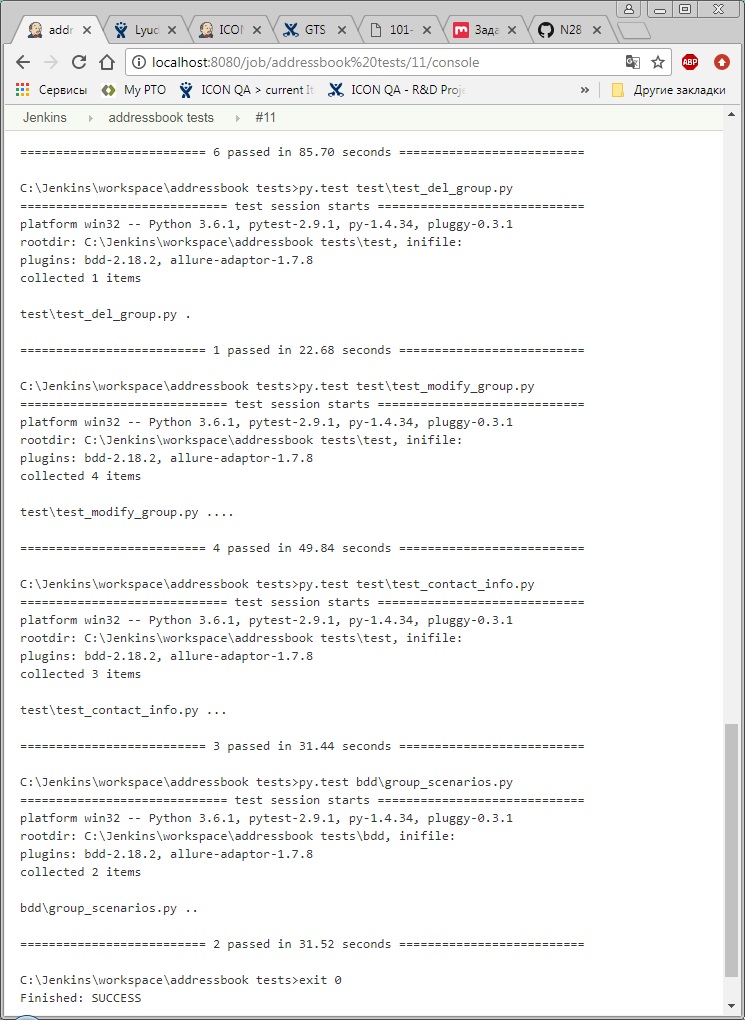 addr
Lyud
ICON
GTS
101-
Зада
N28
localhost:8080/job/addressbook%20tests/11/console
ABP
Сервисы
My PTO
ICON QA > current It
ICON QA - R&D Proje
»
Другие закладки
Jenkins
addressbook tests
#11
========================== 6 passed in 85.70 seconds ==========================
C:\Jenkins\workspace\addressbook tests>py.test test\test_del_group.py
============================= test session starts =============================
platform win32 -- Python 3.6.1, pytest-2.9.1, py-1.4.34, pluggy-0.3.1
rootdir: C:\Jenkins\workspace\addressbook tests\test, inifile:
plugins: bdd-2.18.2, allure-adaptor-1.7.8
collected 1 items
test\test_del_group.py .
========================== 1 passed in 22.68 seconds ==========================
C:\Jenkins\workspace\addressbook tests>py.test test\test_modify_group.py
============================= test session starts =============================
platform win32 -- Python 3.6.1, pytest-2.9.1, py-1.4.34, pluggy-0.3.1
rootdir: C:\Jenkins\workspace\addressbook tests\test, inifile:
plugins: bdd-2.18.2, allure-adaptor-1.7.8
collected 4 items
test\test_modify_group.py ....
========================== 4 passed in 49.84 seconds ==========================
C:\Jenkins\workspace\addressbook tests>py.test test\test_contact_info.py
============================= test session starts =============================
platform win32 -- Python 3.6.1, pytest-2.9.1, py-1.4.34, pluggy-0.3.1
rootdir: C:\Jenkins\workspace\addressbook tests\test, inifile:
plugins: bdd-2.18.2, allure-adaptor-1.7.8
collected 3 items
test\test_contact_info.py ...
========================== 3 passed in 31.44 seconds ==========================
C:\Jenkins\workspace\addressbook tests>py.test bdd\group_scenarios.py
============================= test session starts =============================
platform win32 -- Python 3.6.1, pytest-2.9.1, py-1.4.34, pluggy-0.3.1
rootdir: C:\Jenkins\workspace\addressbook tests\bdd, inifile:
plugins: bdd-2.18.2, allure-adaptor-1.7.8
collected 2 items
bdd\group_scenarios.py ..
========================== 2 passed in 31.52 seconds ==========================
C:\Jenkins\workspace\addressbook tests>exit 0
Finished: SUCCESS